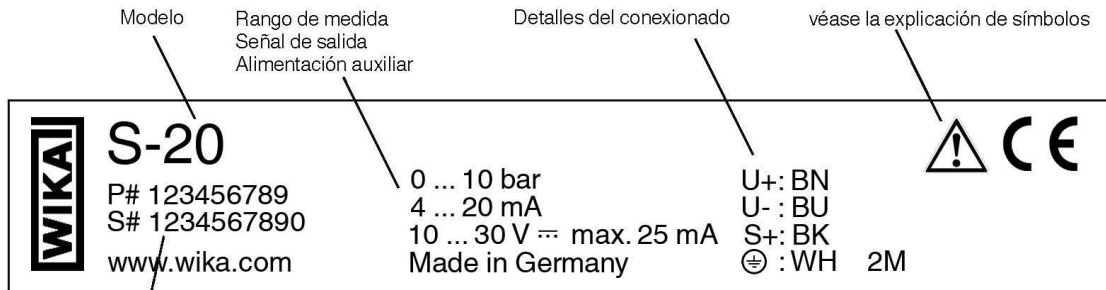 Modelo
Rango de medida
Señal de salida
Alimentación auxiliar
Detalles del conexionado
véase la explicación de símbolos
WIKA
S-20
P# 123456789
S# 1234567890
www.wika.com
0 ... 10 bar
4 ... 20 mA
10 ... 30 V ⎓ max. 25 mA
Made in Germany
U+: BN
U- : BU
S+: BK
⏚ : WH 2M
CE